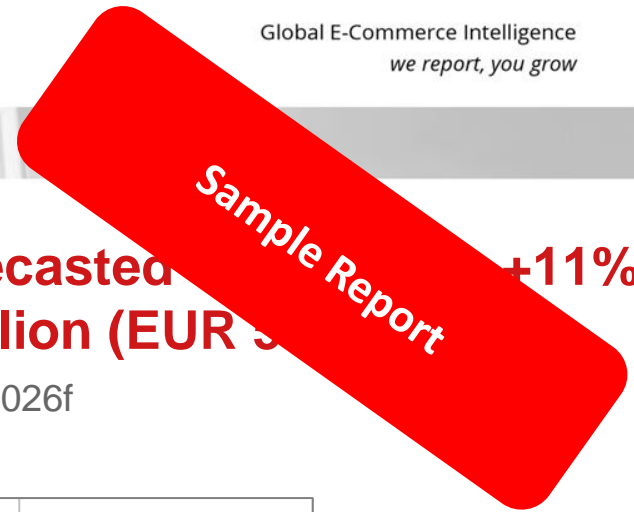 Global E-Commerce Intelligence
we report, you grow
Sample Report
ecasted +11%
lion (EUR
026f